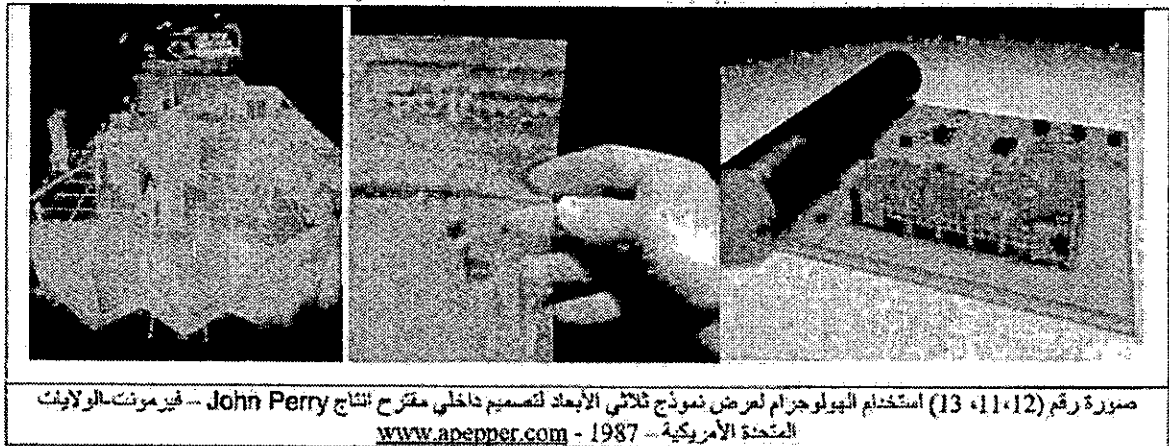 صورة رقم (11،12، 13) استخدام الهولوجرام لعرض نموذج ثلاثي الأبعاد لتصميم داخلي مقترح انتاج John Perry – فيرمونت-الولايات
المتحدة الأمريكية – 1987 - www.apepper.com